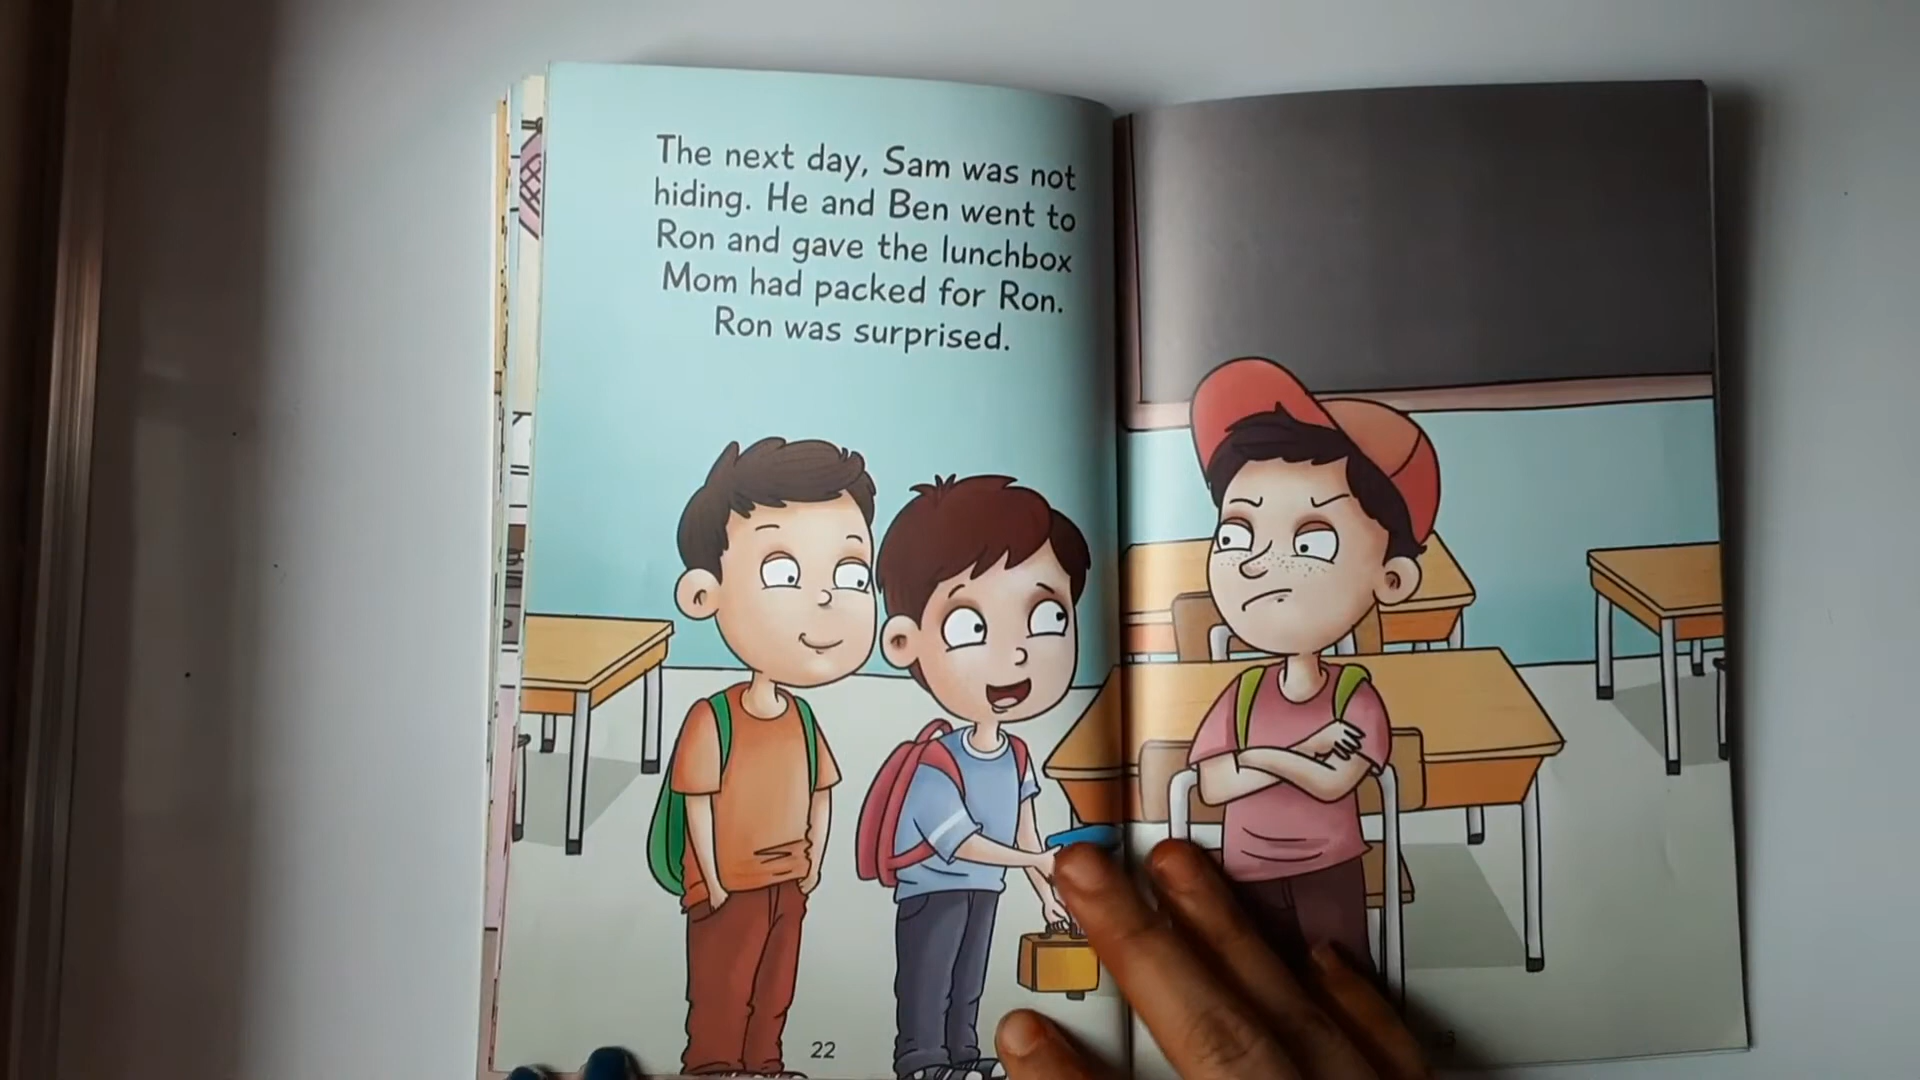 The next day, Sam was not
hiding. He and Ben went to
Ron and gave the lunchbox
Mom had packed for Ron.
Ron was surprised.
22